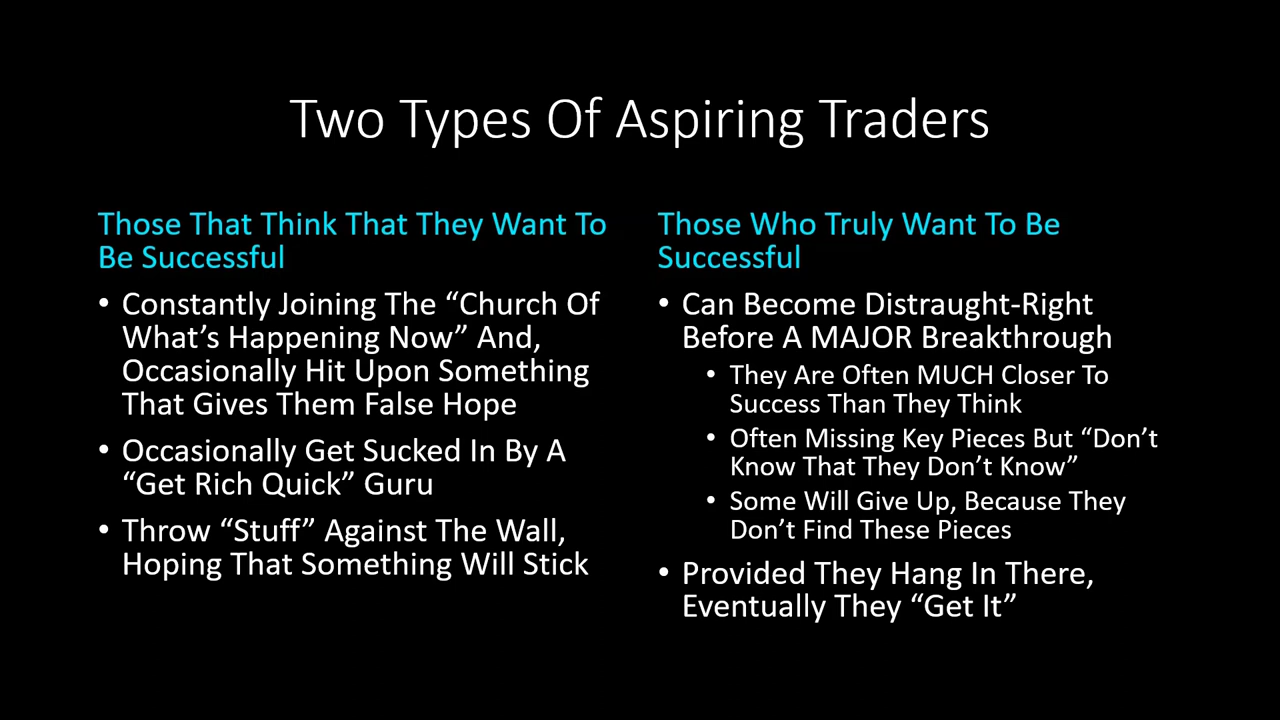 Two Types Of Aspiring Traders
Those That Think That They Want To
Be Successful
• Constantly Joining The “Church Of
What’s Happening Now” And,
Occasionally Hit Upon Something
That Gives Them False Hope
• Occasionally Get Sucked In By A
“Get Rich Quick” Guru
• Throw “Stuff” Against The Wall,
Hoping That Something Will Stick
Those Who Truly Want To Be
Successful
• Can Become Distraught-Right
Before A MAJOR Breakthrough
• They Are Often MUCH Closer To
Success Than They Think
• Often Missing Key Pieces But “Don’t
Know That They Don’t Know”
• Some Will Give Up, Because They
Don’t Find These Pieces
• Provided They Hang In There,
Eventually They “Get It”